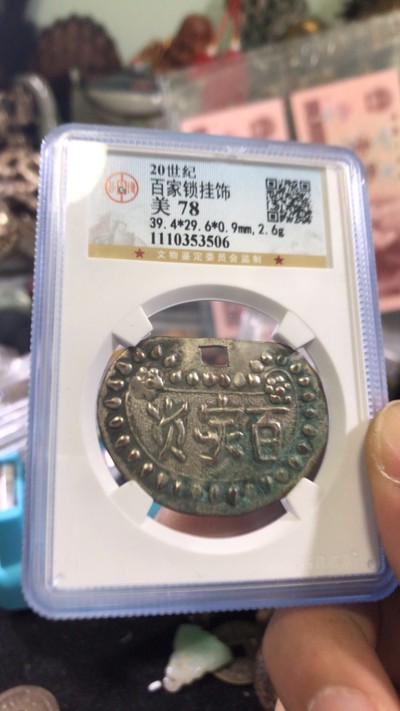 20世纪
百家锁挂饰
美 78
39.4*29.6*0.9mm,2.6g
1110353506
★ 文物鉴定委员会监制 ★
百家